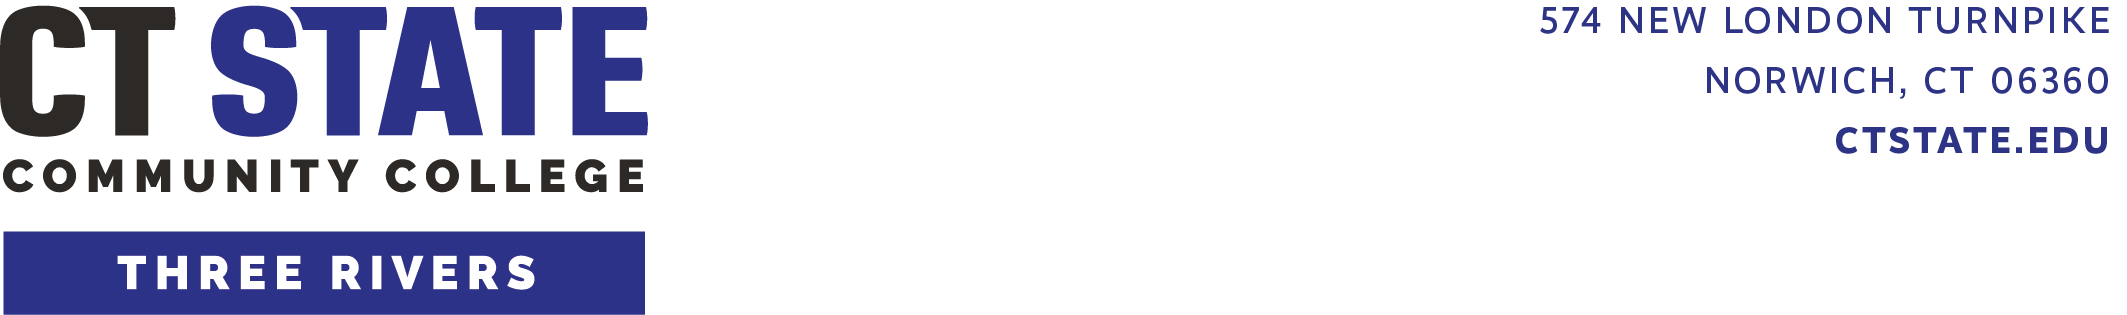 CT STATE
COMMUNITY COLLEGE
THREE RIVERS
574 NEW LONDON TURNPIKE
NORWICH, CT 06360
CTSTATE.EDU